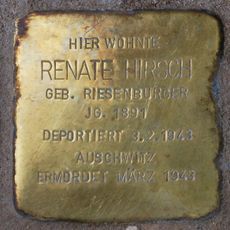 HIER WOHNTE
RENATE HIRSCH
GEB. RIESENBURGER
JG. 1891
DEPORTIERT 3.2.1943
AUSCHWITZ
ERMORDET MÄRZ 1943